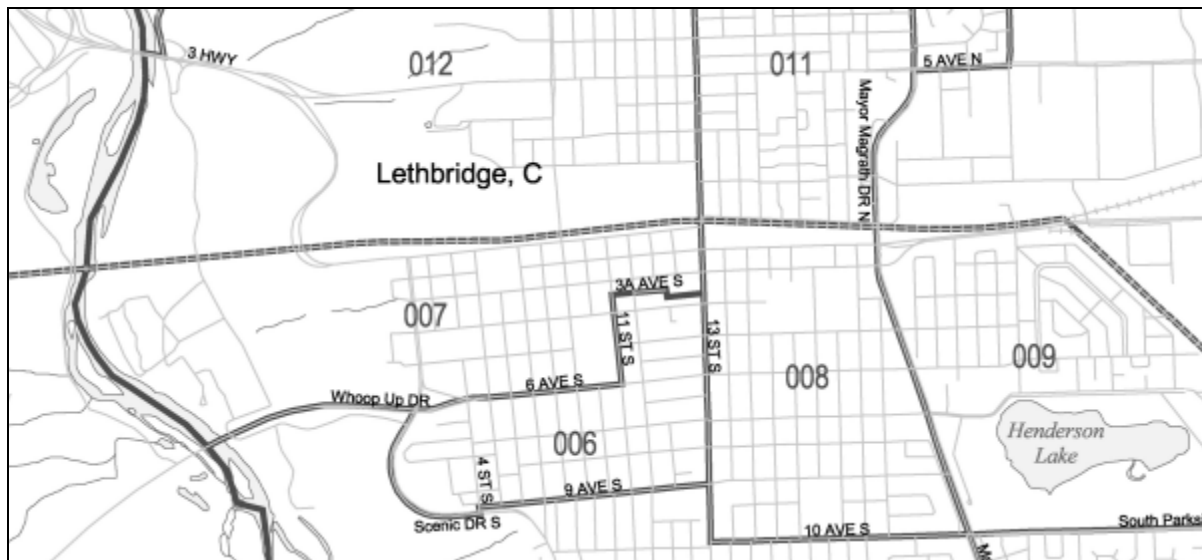 3 HWY
012
011
5 AVE N
Mayor Magrath DR N
Lethbridge, C
3A AVE S
007
11 ST S
13 ST S
009
008
6 AVE S
Whoop Up DR
Henderson
Lake
006
4 ST S
9 AVE S
Scenic DR S
10 AVE S
South Parks